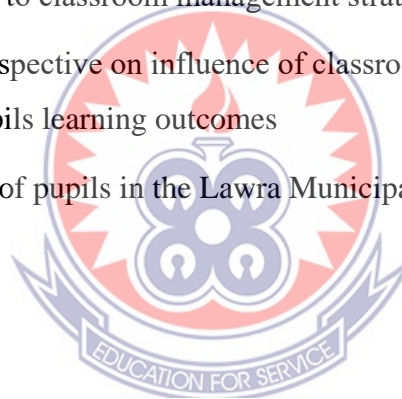 to classroom management strat
spective on influence of classro
ils learning outcomes
of pupils in the Lawra Municipa
EDUCATION FOR SERVICE